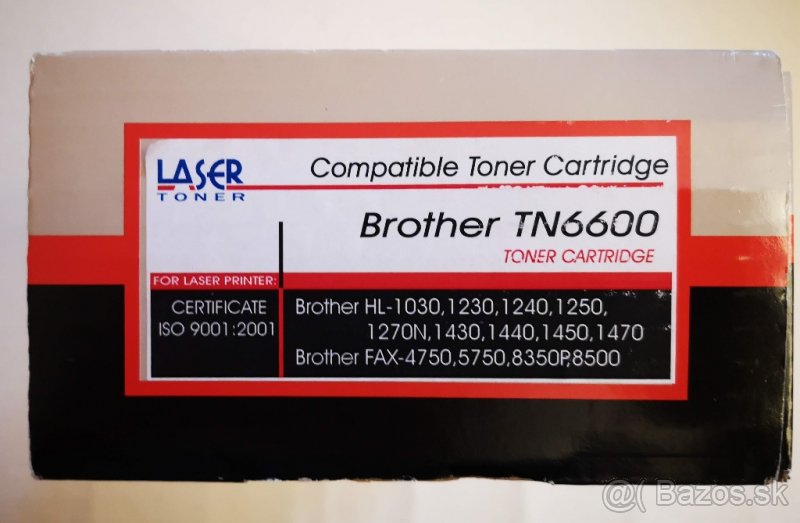 LASER
TONER
Compatible Toner Cartridge
Brother TN6600
TONER CARTRIDGE
FOR LASER PRINTER:
CERTIFICATE
ISO 9001:2001
Brother HL-1030,1230,1240,1250,
1270N,1430,1440,1450,1470
Brother FAX-4750,5750,8350P,8500
@( Bazos.sk